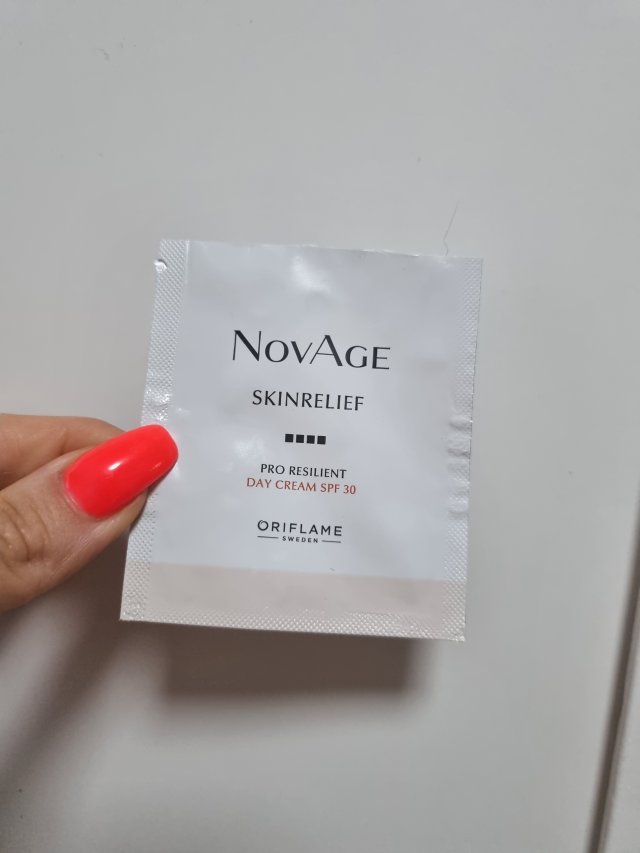 NOVAGE
SKINRELIEF
PRO RESILIENT
DAY CREAM SPF 30
ORIFLAME
SWEDEN